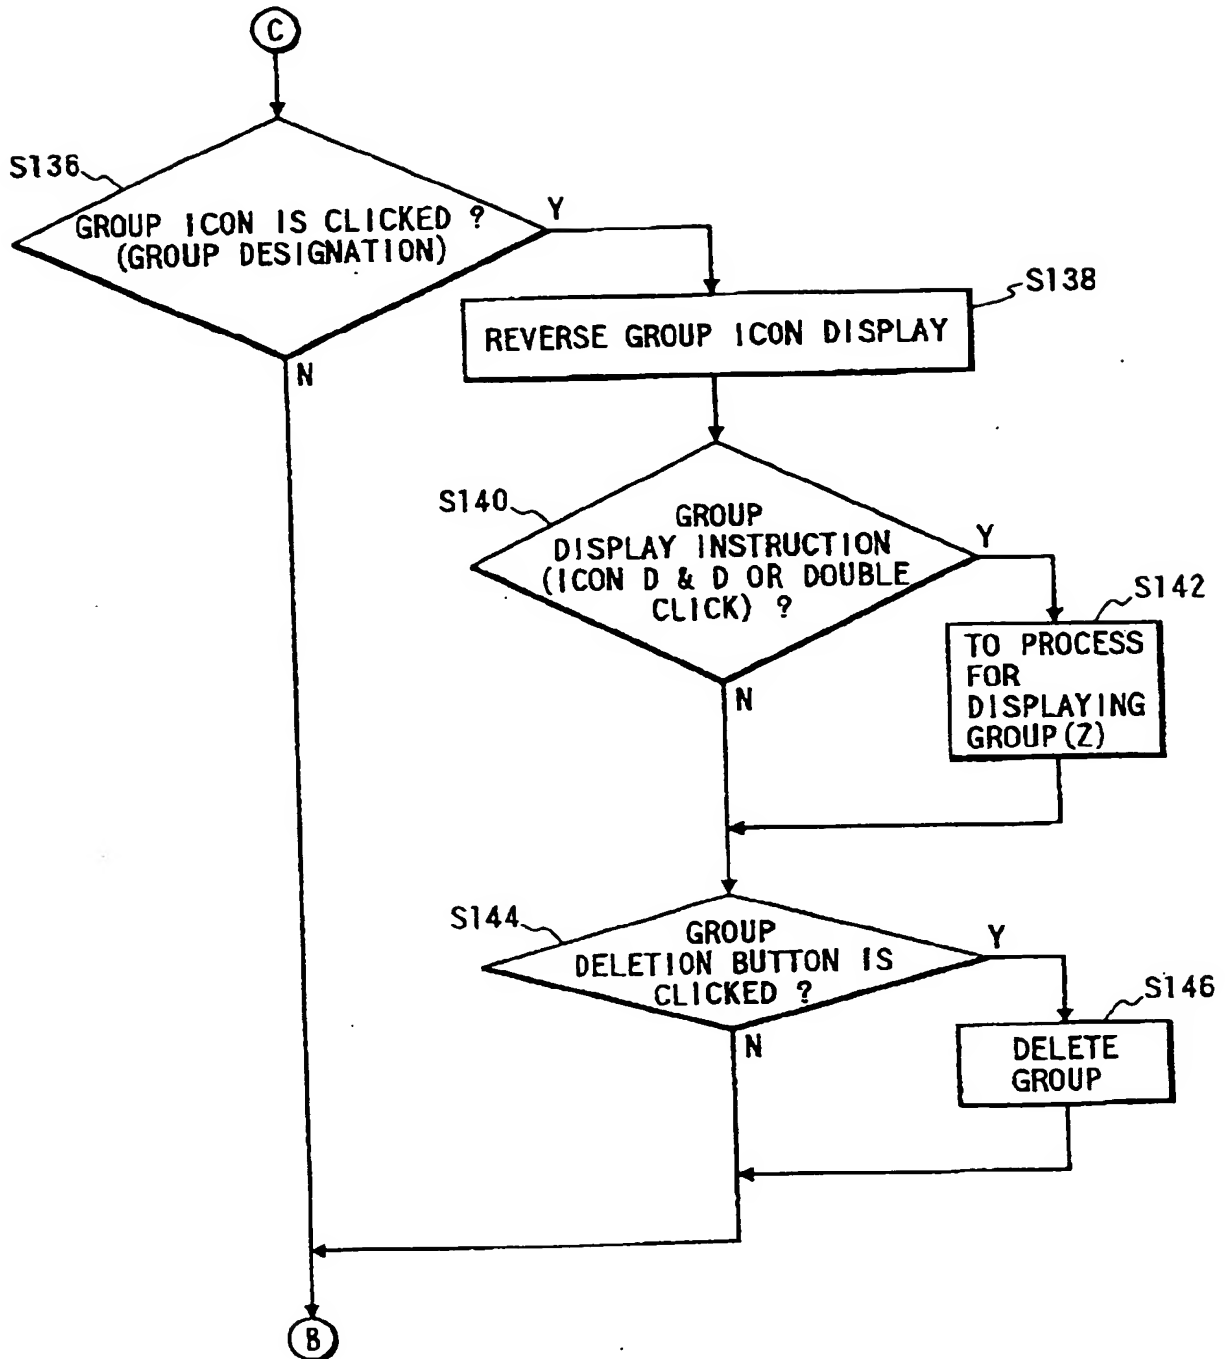 C
S136
GROUP ICON IS CLICKED ?
(GROUP DESIGNATION)
Y
N
S138
REVERSE GROUP ICON DISPLAY
S140
GROUP
DISPLAY INSTRUCTION
(ICON D & D OR DOUBLE
CLICK) ?
Y
N
S142
TO PROCESS
FOR
DISPLAYING
GROUP(2)
S144
GROUP
DELETION BUTTON IS
CLICKED ?
Y
N
S146
DELETE
GROUP
B